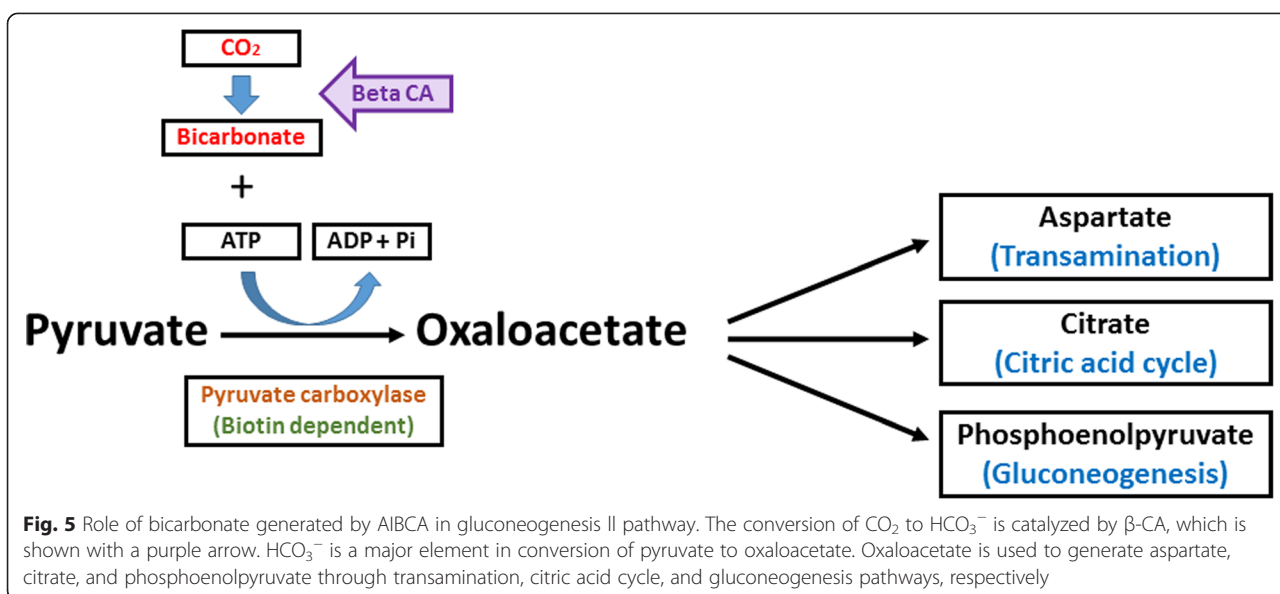 CO₂
Beta CA
Bicarbonate
+
ATP
ADP + Pi
Pyruvate
Oxaloacetate
Pyruvate carboxylase
(Biotin dependent)
Aspartate
(Transamination)
Citrate
(Citric acid cycle)
Phosphoenolpyruvate
(Gluconeogenesis)
Fig. 5 Role of bicarbonate generated by AlBCA in gluconeogenesis II pathway. The conversion of CO₂ to HCO₃⁻ is catalyzed by β-CA, which is
shown with a purple arrow. HCO₃⁻ is a major element in conversion of pyruvate to oxaloacetate. Oxaloacetate is used to generate aspartate,
citrate, and phosphoenolpyruvate through transamination, citric acid cycle, and gluconeogenesis pathways, respectively